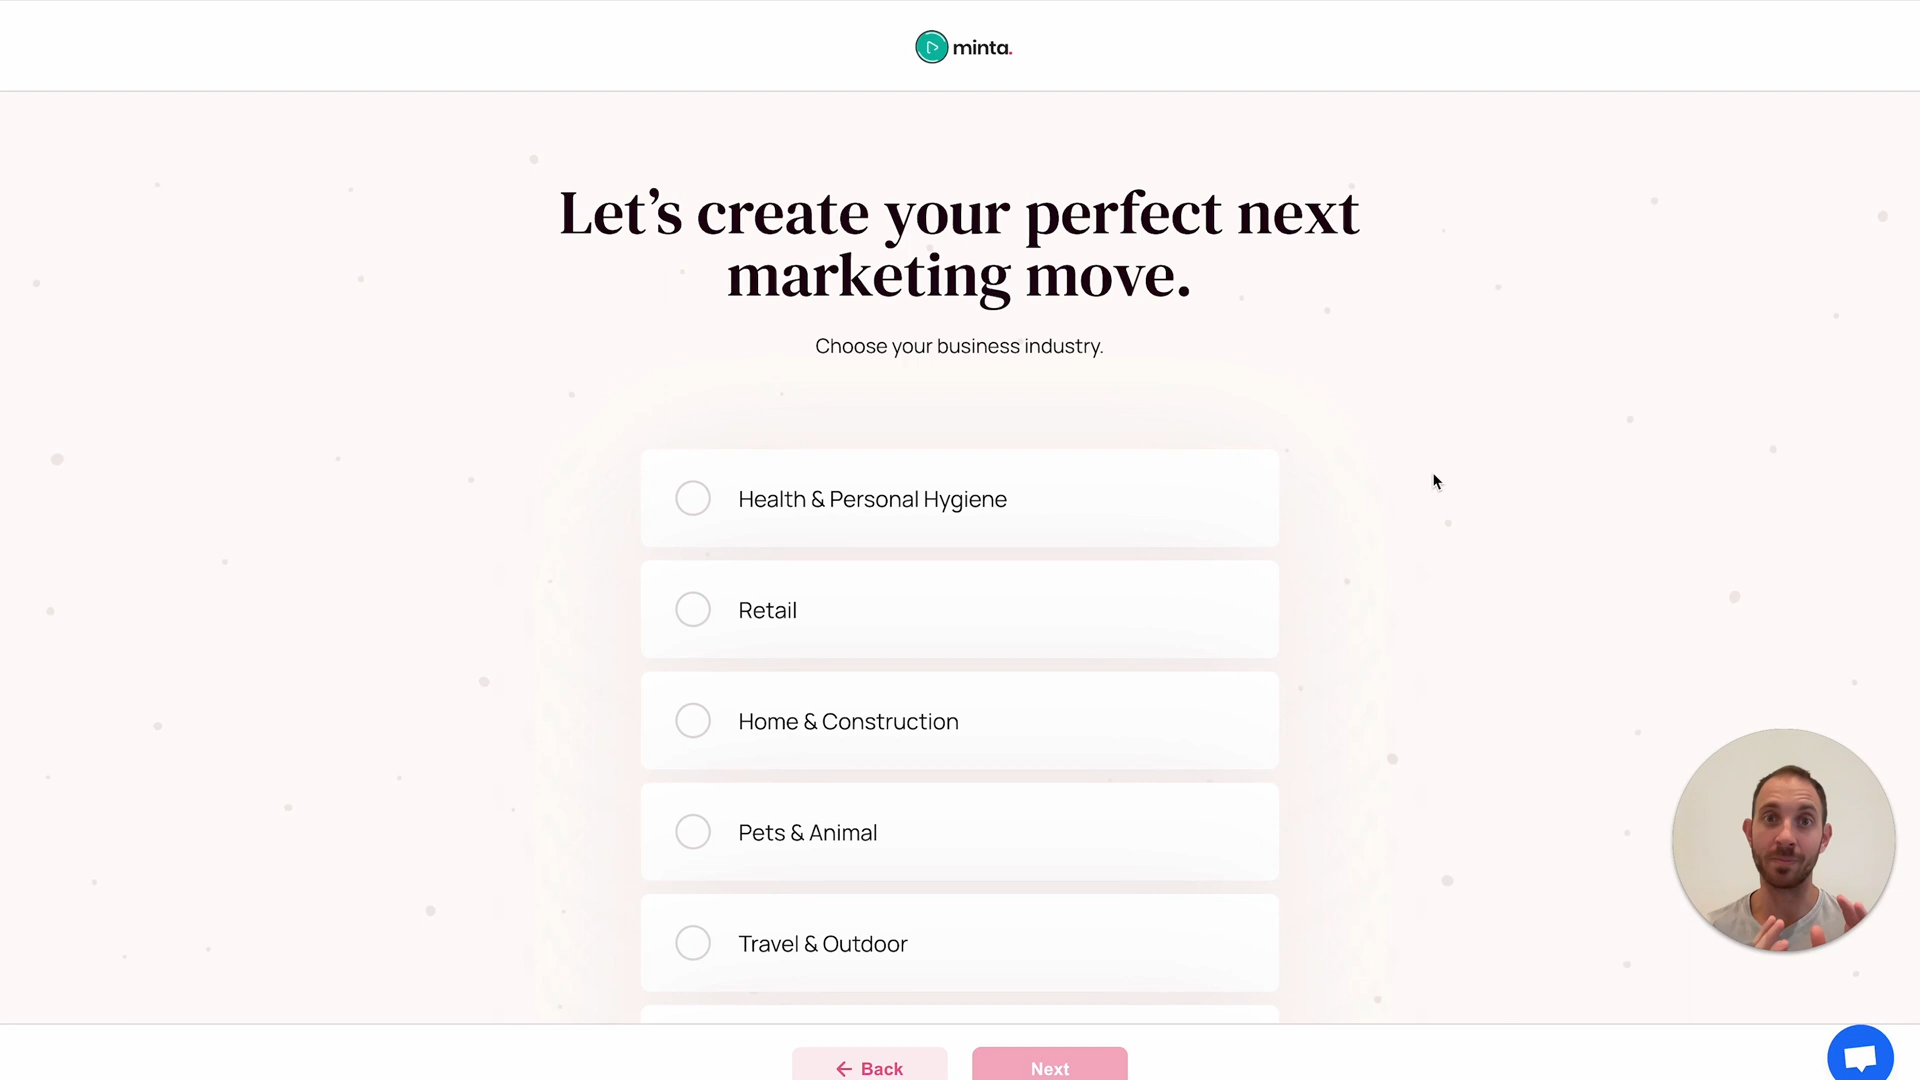 minta.
Let’s create your perfect next
marketing move.
Choose your business industry.
Health & Personal Hygiene
Retail
Home & Construction
Pets & Animal
Travel & Outdoor
Back
Next